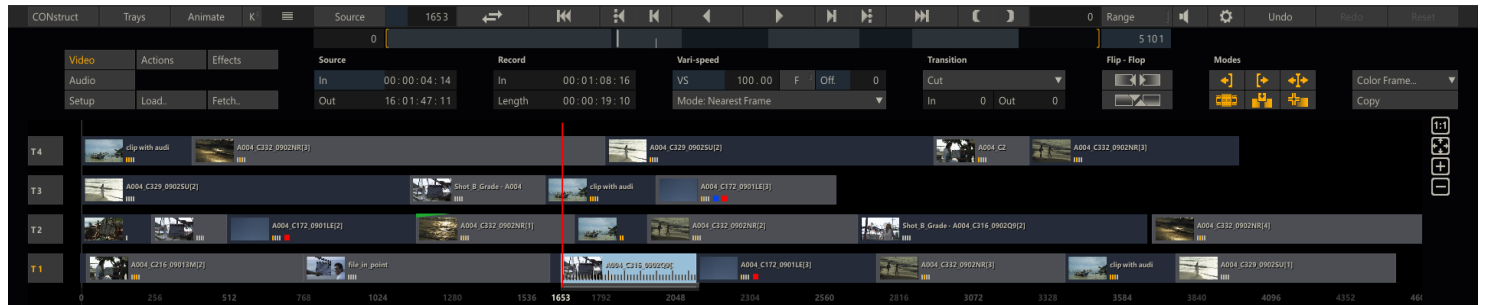 CONstruct Trays Animate K Source 1653 0 Range Undo Redo Reset
0 5 101
Video Actions Effects Source Record Vari-speed Transition Flip - Flop Modes
Audio In 00:00:04:14 In 00:01:08:16 VS 100.00 F Off. 0 Cut Color Frame...
Setup Load.. Fetch.. Out 16:01:47:11 Length 00:00:19:10 Mode: Nearest Frame In 0 Out 0 Copy
1:1
T4 clip with audi A004_C332_0902NR[3] A004_C329_0902SU[2] A004_C2 A004_C332_0902NR[3]
T3 A004_C329_0902SU[2] Shot_B_Grade - A004 clip with audi A004_C172_0901LE[3]
T2 A004_C172_0901LE[2] A004_C332_0902NR[1] A004_C332_0902NR[2] Shot_B_Grade - A004_C316_0902Q9[2] A004_C332_0902NR[4]
T1 A004_C216_09013M[2] file_in_point A004_C316_0902Q9[ A004_C172_0901LE[3] A004_C332_0902NR[3] clip with audi A004_C329_0902SU[1]
0 256 512 768 1024 1280 1536 1653 1792 2048 2304 2560 2816 3072 3328 3584 3840 4096 4352